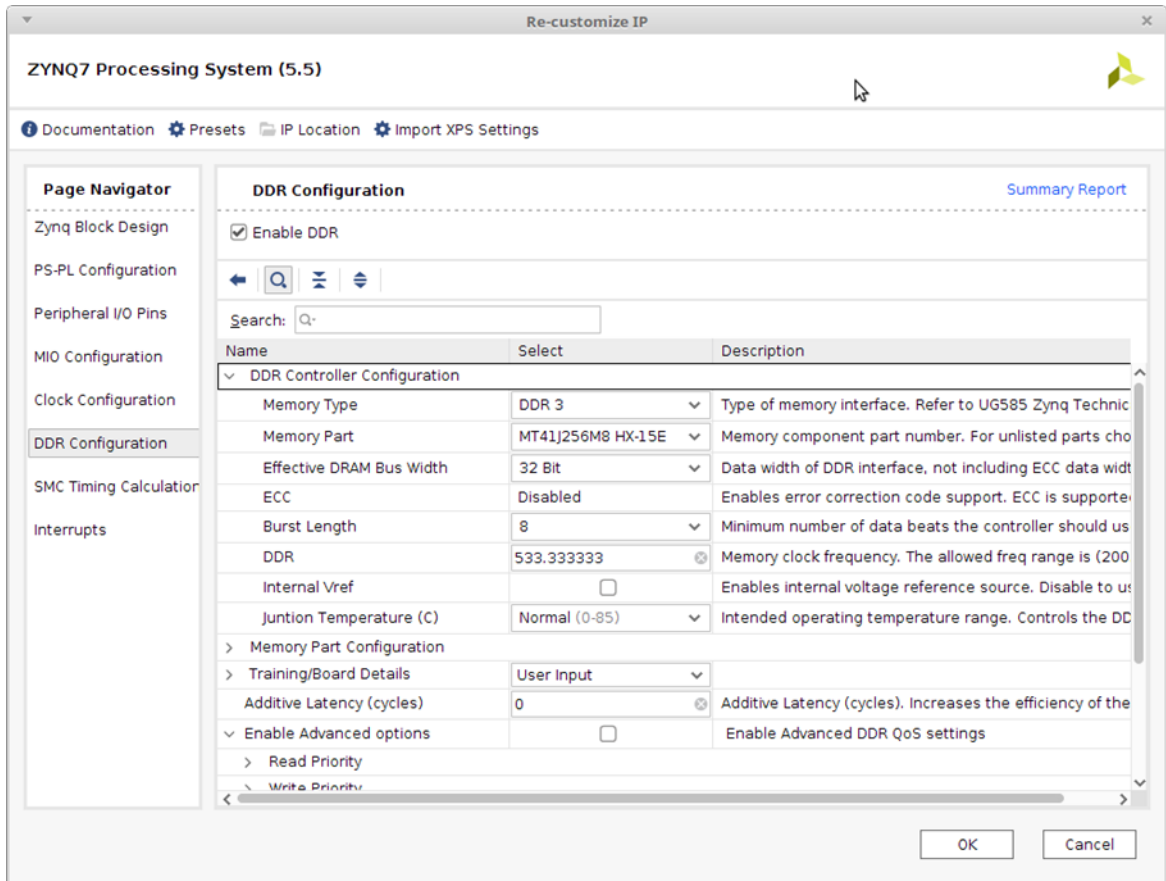 Re-customize IP
ZYNQ7 Processing System (5.5)
Documentation Presets IP Location Import XPS Settings
Page Navigator
Zynq Block Design
PS-PL Configuration
Peripheral I/O Pins
MIO Configuration
Clock Configuration
DDR Configuration
SMC Timing Calculation
Interrupts
DDR Configuration Summary Report
Enable DDR
Search:
Name Select Description
DDR Controller Configuration
Memory Type DDR 3 Type of memory interface. Refer to UG585 Zynq Technic
Memory Part MT41J256M8 HX-15E Memory component part number. For unlisted parts cho
Effective DRAM Bus Width 32 Bit Data width of DDR interface, not including ECC data widt
ECC Disabled Enables error correction code support. ECC is supporte
Burst Length 8 Minimum number of data beats the controller should us
DDR 533.333333 Memory clock frequency. The allowed freq range is (200
Internal Vref Enables internal voltage reference source. Disable to us
Juntion Temperature (C) Normal (0-85) Intended operating temperature range. Controls the DD
Memory Part Configuration
Training/Board Details User Input
Additive Latency (cycles) 0 Additive Latency (cycles). Increases the efficiency of the
Enable Advanced options Enable Advanced DDR QoS settings
Read Priority
Write Priority
OK Cancel